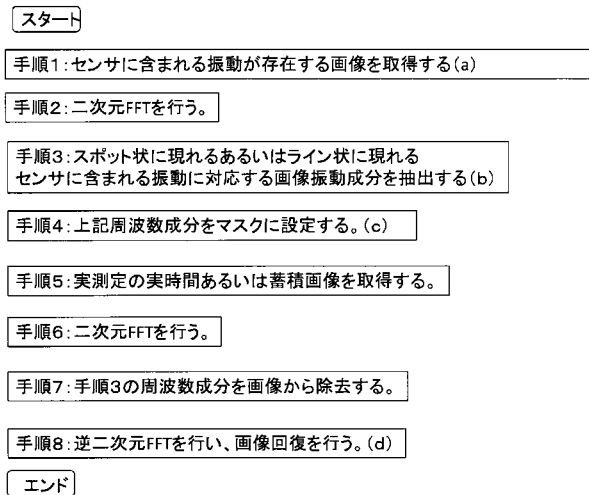 スタート
手順1:センサに含まれる振動が存在する画像を取得する(a)
手順2:二次元FFTを行う。
手順3:スポット状に現れるあるいはライン状に現れる
センサに含まれる振動に対応する画像振動成分を抽出する(b)
手順4:上記周波数成分をマスクに設定する。(c)
手順5:実測定の実時間あるいは蓄積画像を取得する。
手順6:二次元FFTを行う。
手順7:手順3の周波数成分を画像から除去する。
手順8:逆二次元FFTを行い、画像回復を行う。(d)
エンド